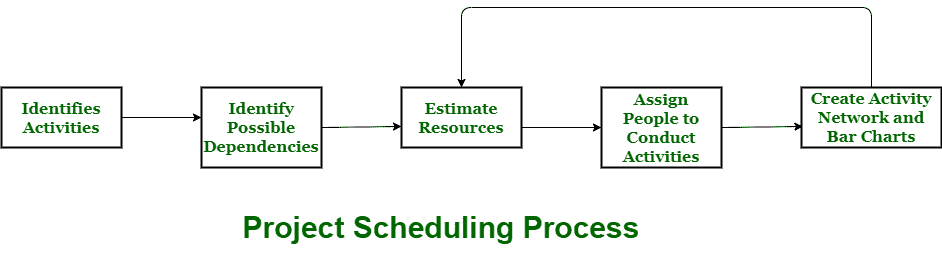 Identifies
Activities
Identify
Possible
Dependencies
Estimate
Resources
Assign
People to
Conduct
Activities
Create Activity
Network and
Bar Charts
Project Scheduling Process